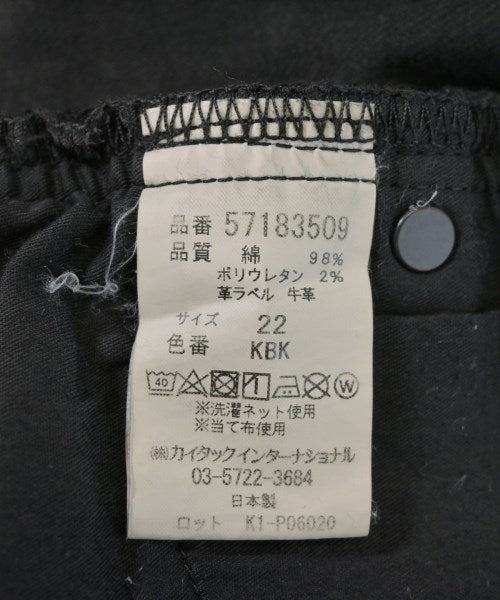 品番 57183509
品質 綿 98%
ポリウレタン 2%
革ラベル 牛革
サイズ 22
色番 KBK
40 W
※洗濯ネット使用
※当て布使用
㈱カイタックインターナショナル
03-5722-3684
日本製
ロット K1-P06020